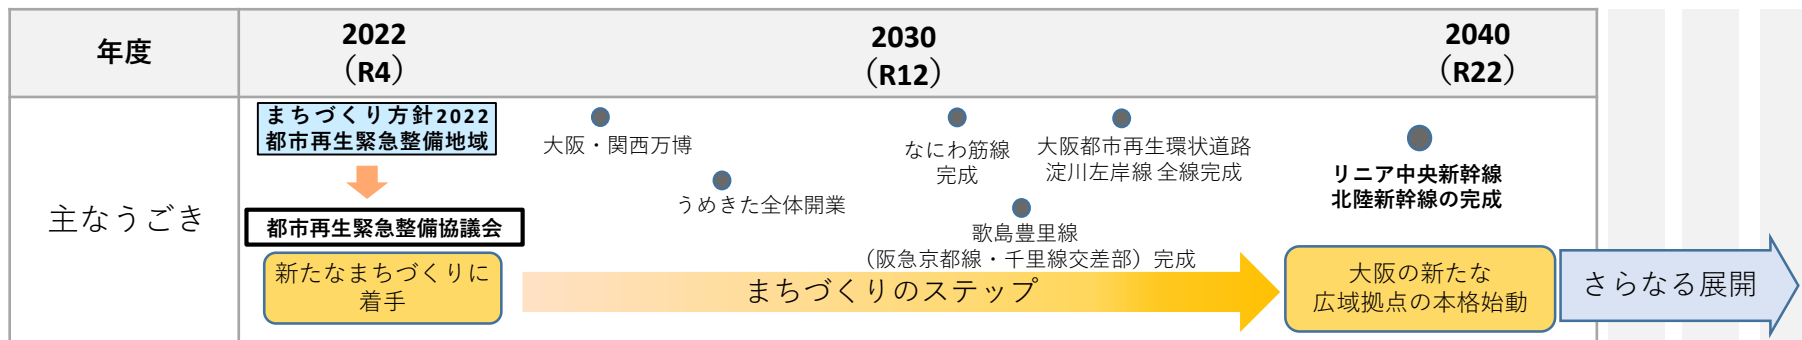 年度
2022
（R4）
2030
（R12）
2040
（R22）
主なうごき
まちづくり方針2022
都市再生緊急整備地域
都市再生緊急整備協議会
新たなまちづくりに
着手
大阪・関西万博
うめきた全体開業
なにわ筋線
完成
大阪都市再生環状道路
淀川左岸線 全線完成
歌島豊里線
（阪急京都線・千里線交差部）完成
リニア中央新幹線
北陸新幹線の完成
まちづくりのステップ
大阪の新たな
広域拠点の本格始動
さらなる展開